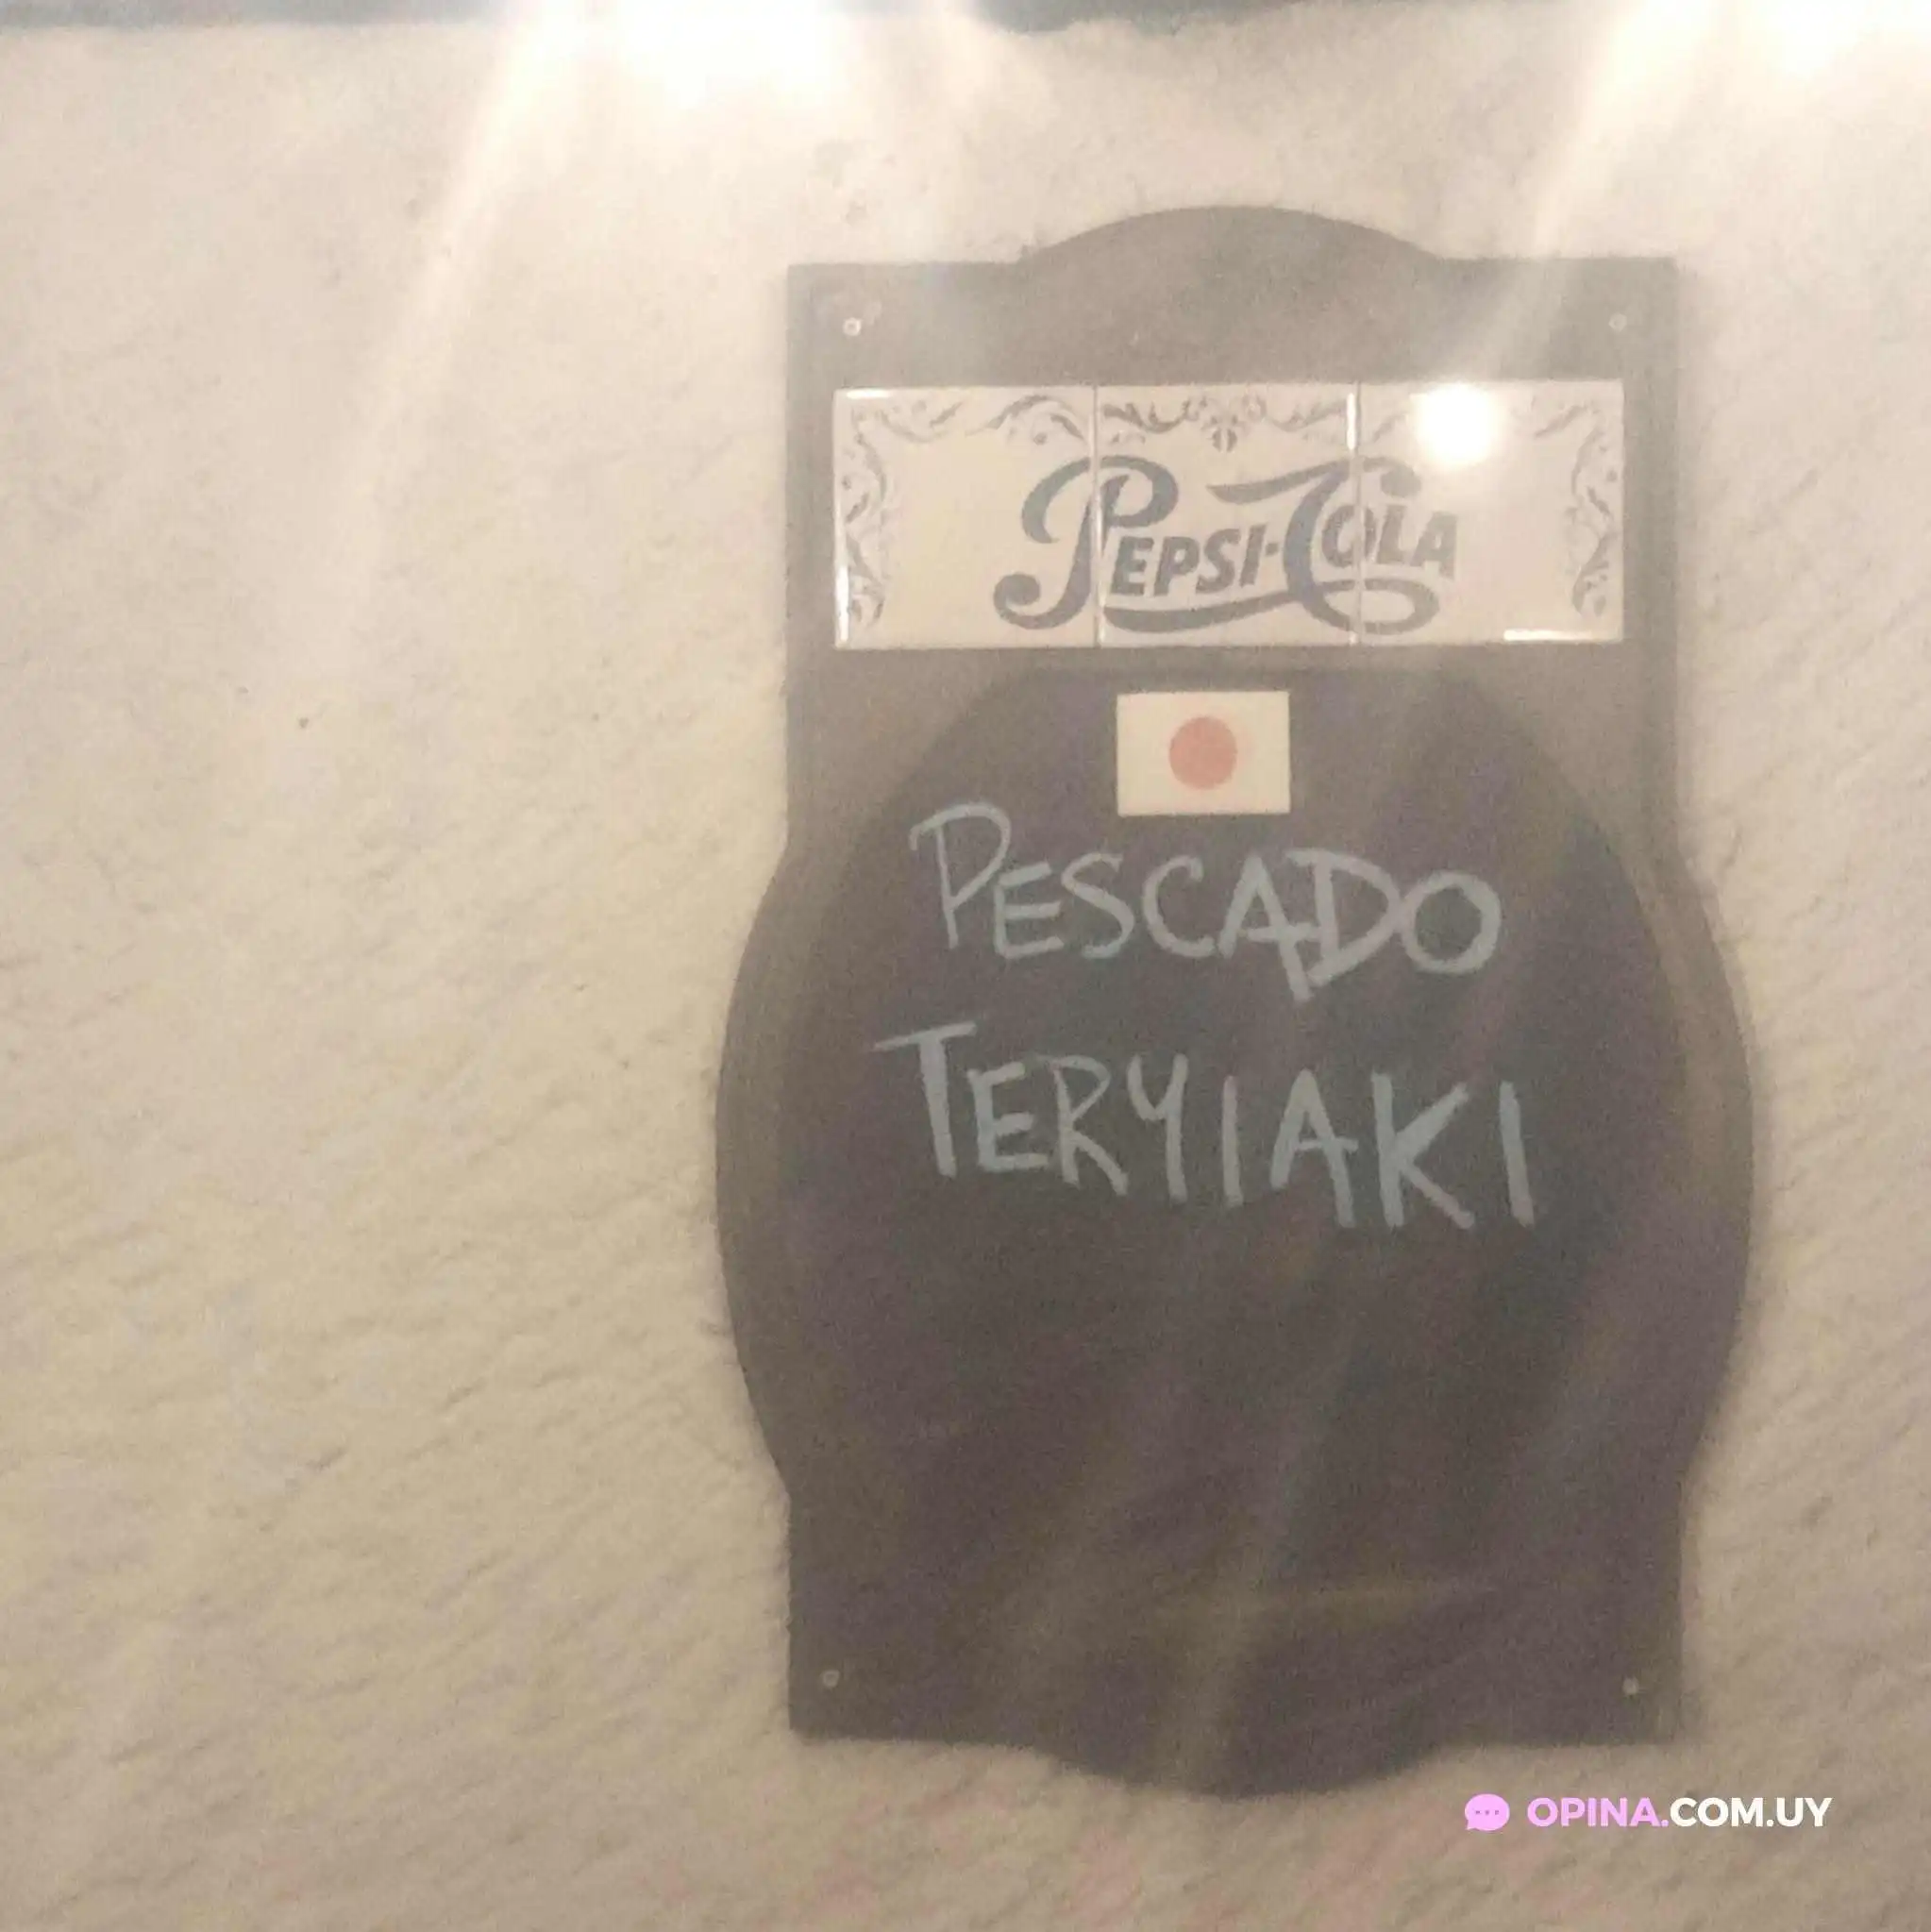 PEPSI-COLA
PESCADO
TERYIAKI
OPINA.COM.UY